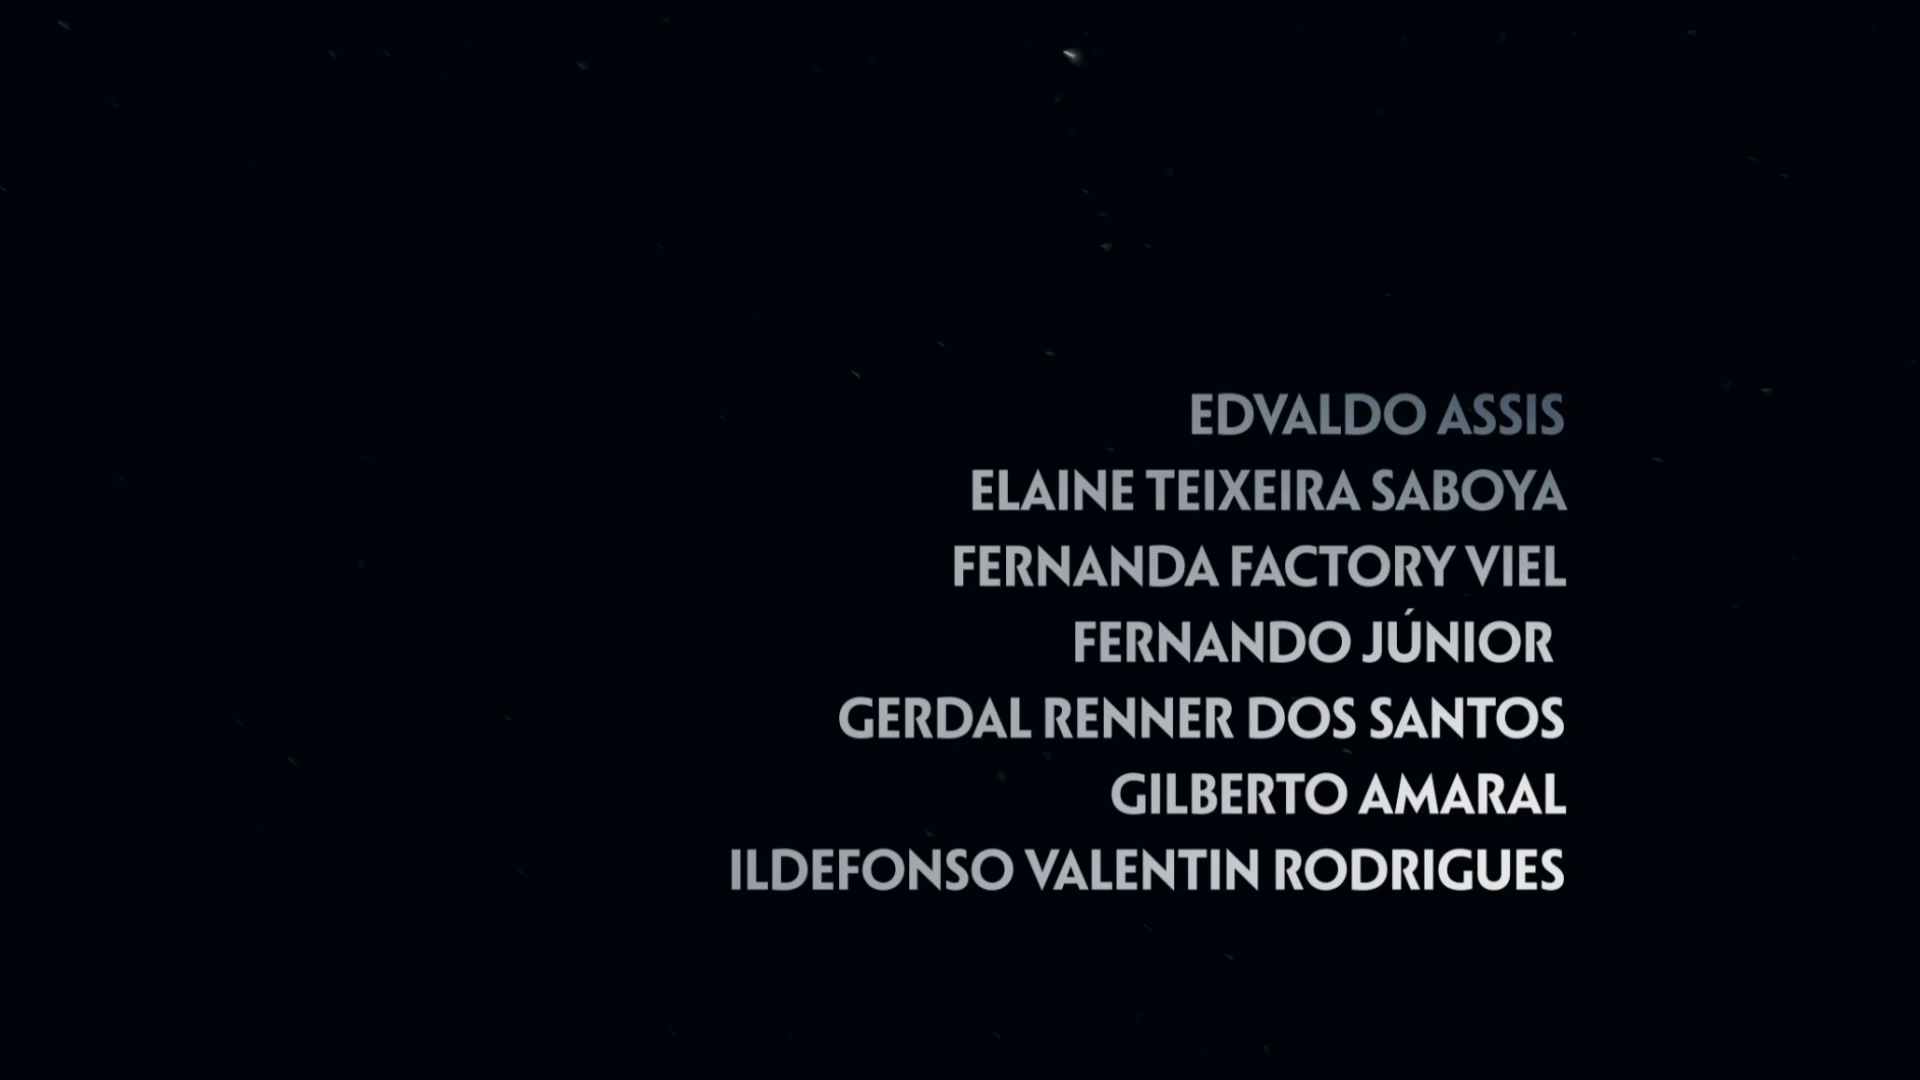 EDVALDO ASSIS
ELAINE TEIXEIRA SABOYA
FERNANDA FACTORY VIEL
FERNANDO JÚNIOR
GERDAL RENNER DOS SANTOS
GILBERTO AMARAL
ILDEFONSO VALENTIN RODRIGUES